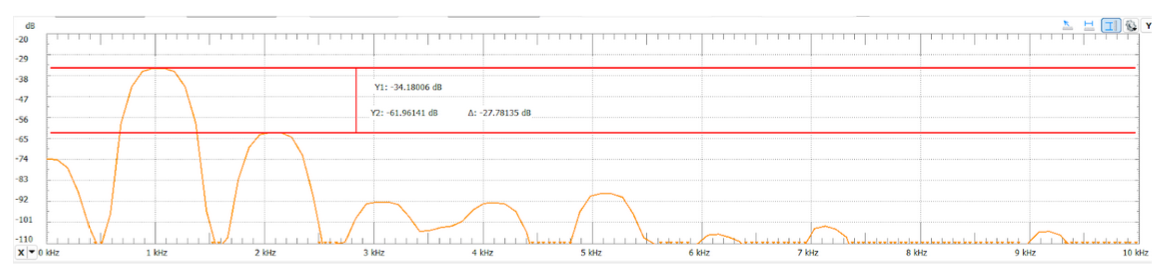 dB
Y
-20
-29
-38
Y1: -34.18006 dB
-47
Y2: -61.96141 dB Δ: -27.78135 dB
-56
-65
-74
-83
-92
-101
-110
X 0 kHz 1 kHz 2 kHz 3 kHz 4 kHz 5 kHz 6 kHz 7 kHz 8 kHz 9 kHz 10 kHz